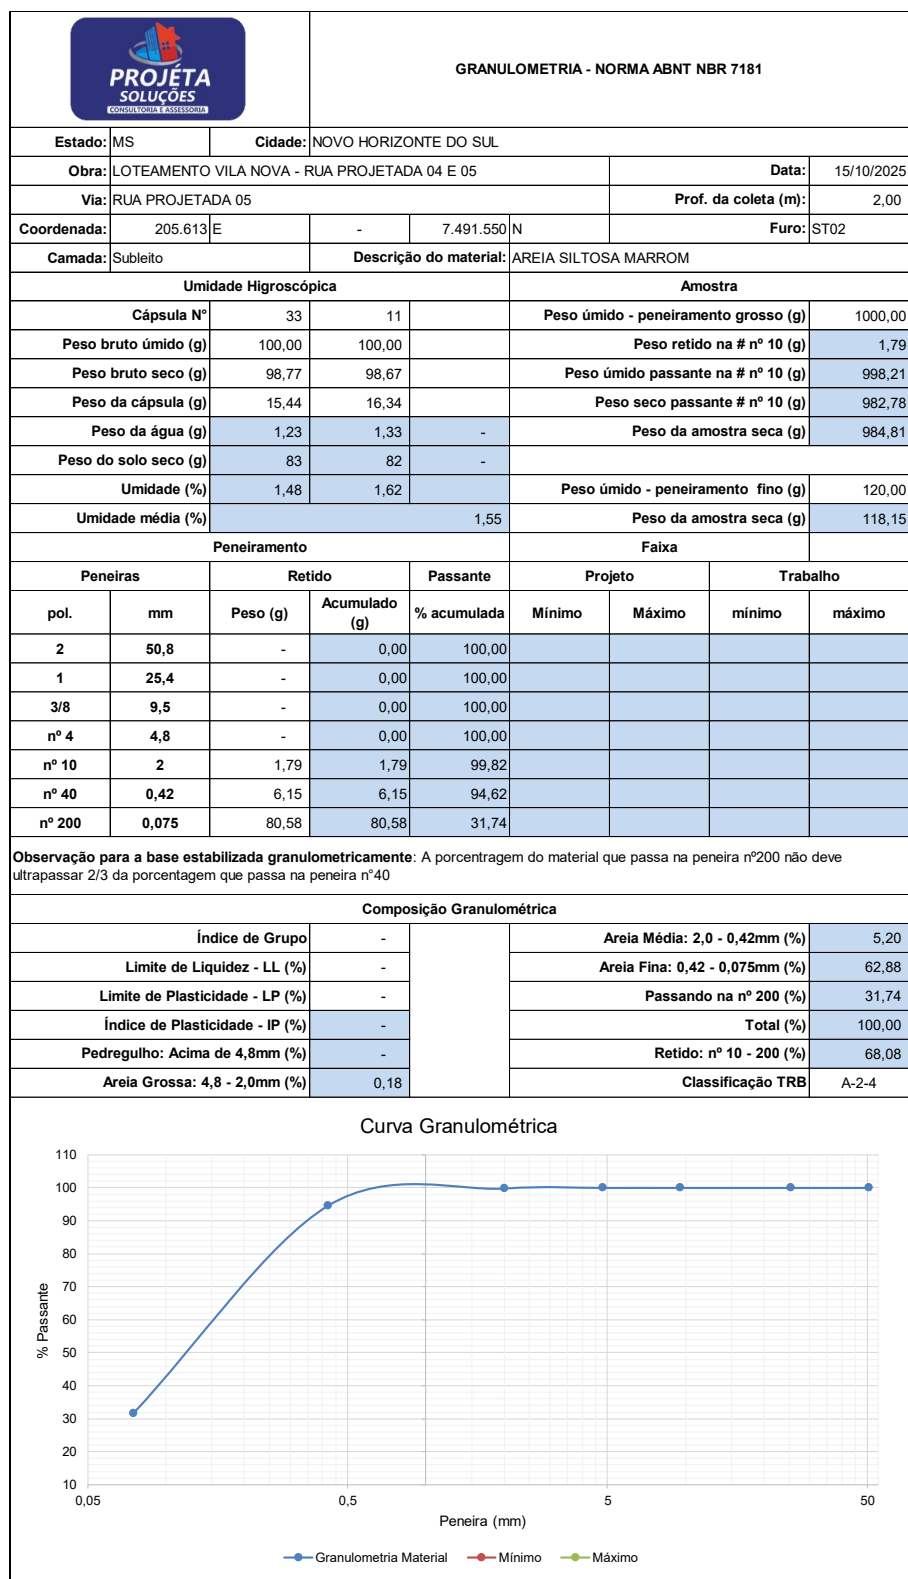 PROJÉTA
SOLUÇÕES
CONSULTORIA E ASSESSORIA
GRANULOMETRIA - NORMA ABNT NBR 7181
Estado: MS Cidade: NOVO HORIZONTE DO SUL
Obra: LOTEAMENTO VILA NOVA - RUA PROJETADA 04 E 05 Data: 15/10/2025
Via: RUA PROJETADA 05 Prof. da coleta (m): 2,00
Coordenada: 205.613 E - 7.491.550 N Furo: ST02
Camada: Subleito Descrição do material: AREIA SILTOSA MARROM
Umidade Higroscópica Amostra
Cápsula N° 33 11 Peso úmido - peneiramento grosso (g) 1000,00
Peso bruto úmido (g) 100,00 100,00 Peso retido na # nº 10 (g) 1,79
Peso bruto seco (g) 98,77 98,67 Peso úmido passante na # nº 10 (g) 998,21
Peso da cápsula (g) 15,44 16,34 Peso seco passante # nº 10 (g) 982,78
Peso da água (g) 1,23 1,33 - Peso da amostra seca (g) 984,81
Peso do solo seco (g) 83 82 -
Umidade (%) 1,48 1,62 Peso úmido - peneiramento fino (g) 120,00
Umidade média (%) 1,55 Peso da amostra seca (g) 118,15
Peneiramento Faixa
Peneiras Retido Passante Projeto Trabalho
pol. mm Peso (g) Acumulado (g) % acumulada Mínimo Máximo mínimo máximo
2 50,8 - 0,00 100,00
1 25,4 - 0,00 100,00
3/8 9,5 - 0,00 100,00
nº 4 4,8 - 0,00 100,00
nº 10 2 1,79 1,79 99,82
nº 40 0,42 6,15 6,15 94,62
nº 200 0,075 80,58 80,58 31,74
Observação para a base estabilizada granulometricamente: A porcentragem do material que passa na peneira nº200 não deve
ultrapassar 2/3 da porcentagem que passa na peneira n°40
Composição Granulométrica
Índice de Grupo - Areia Média: 2,0 - 0,42mm (%) 5,20
Limite de Liquidez - LL (%) - Areia Fina: 0,42 - 0,075mm (%) 62,88
Limite de Plasticidade - LP (%) - Passando na nº 200 (%) 31,74
Índice de Plasticidade - IP (%) - Total (%) 100,00
Pedregulho: Acima de 4,8mm (%) - Retido: nº 10 - 200 (%) 68,08
Areia Grossa: 4,8 - 2,0mm (%) 0,18 Classificação TRB A-2-4
Curva Granulométrica
% Passante
110
100
90
80
70
60
50
40
30
20
10
0,05 0,5 5 50
Peneira (mm)
Granulometria Material Mínimo Máximo